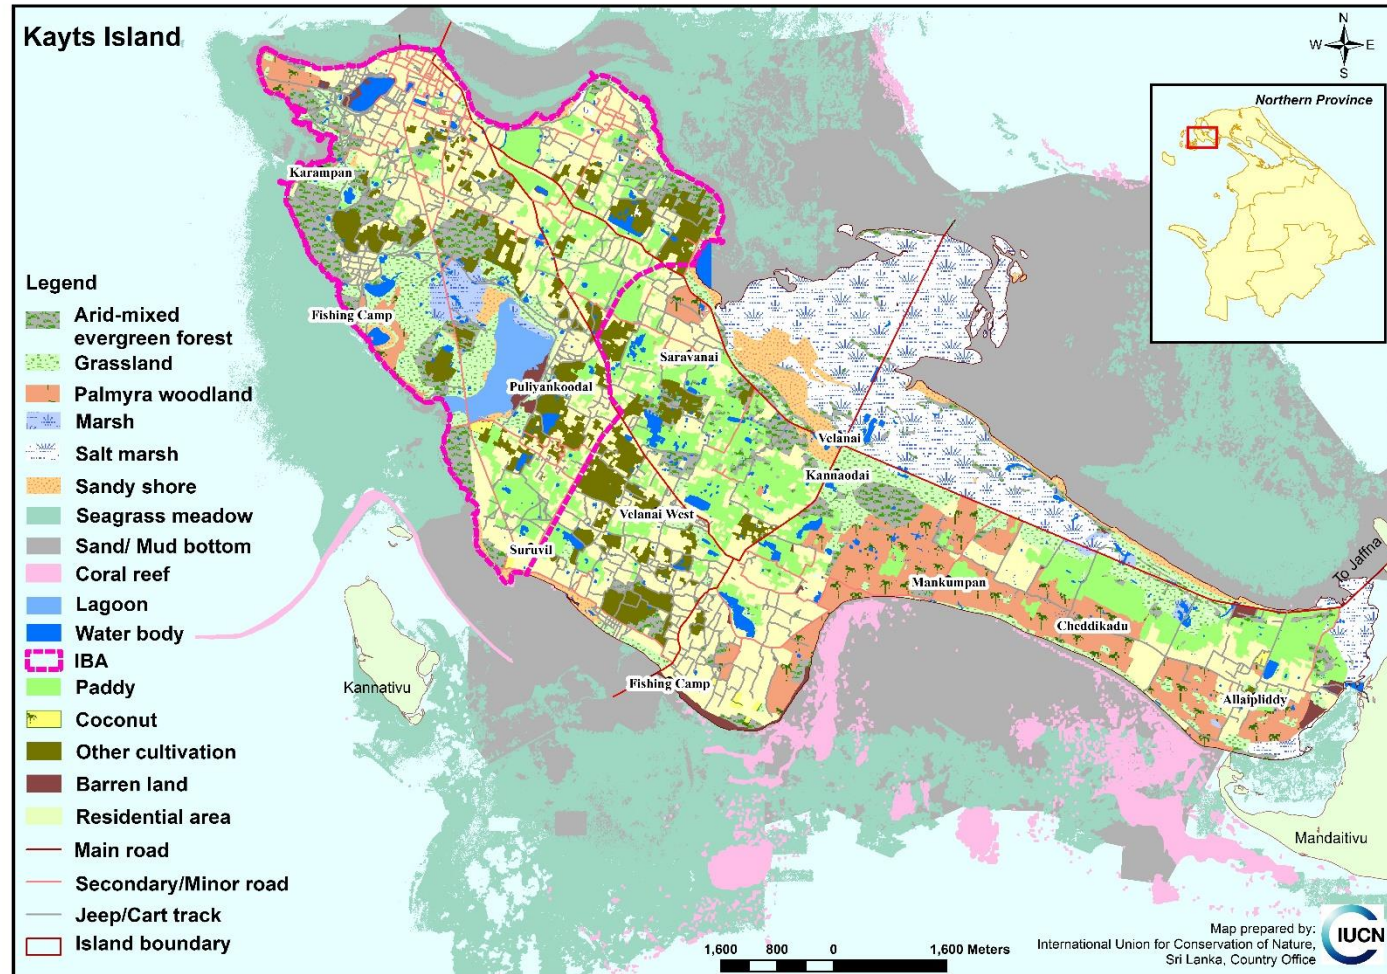 Kayts Island
N
W E
S
Northern Province
Karampan
Legend
Arid-mixed
evergreen forest
Grassland
Palmyra woodland
Marsh
Salt marsh
Sandy shore
Seagrass meadow
Sand/ Mud bottom
Coral reef
Lagoon
Water body
IBA
Paddy
Coconut
Other cultivation
Barren land
Residential area
Main road
Secondary/Minor road
Jeep/Cart track
Island boundary
Fishing Camp
Saravanai
Puliyankoodal
Velanai
Kannaodai
Velanai West
Suruvil
Mankumpan
To Jaffna
Cheddikadu
Fishing Camp
Kannativu
Allaipliddy
Mandaitivu
1,600 800 0 1,600 Meters
Map prepared by:
International Union for Conservation of Nature,
Sri Lanka, Country Office
IUCN